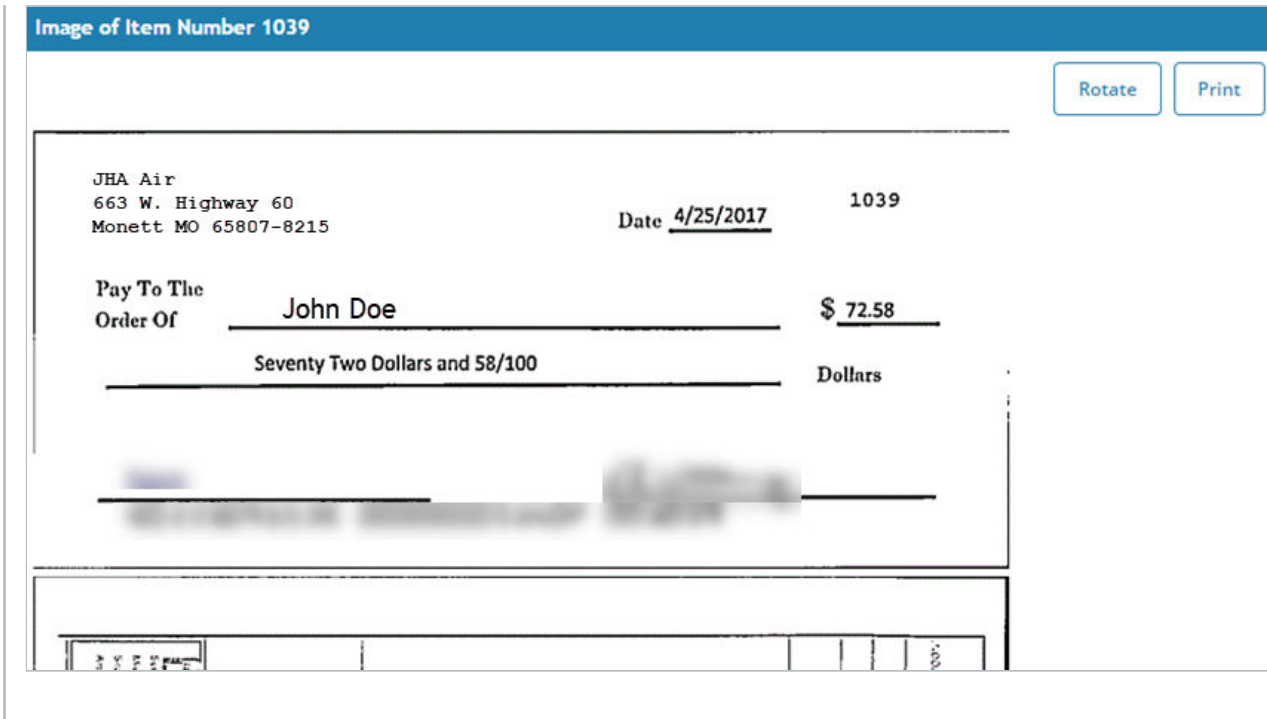 Image of Item Number 1039
Rotate Print
JHA Air
663 W. Highway 60
Monett MO 65807-8215
Date 4/25/2017
1039
Pay To The
Order Of
John Doe
$ 72.58
Seventy Two Dollars and 58/100
Dollars